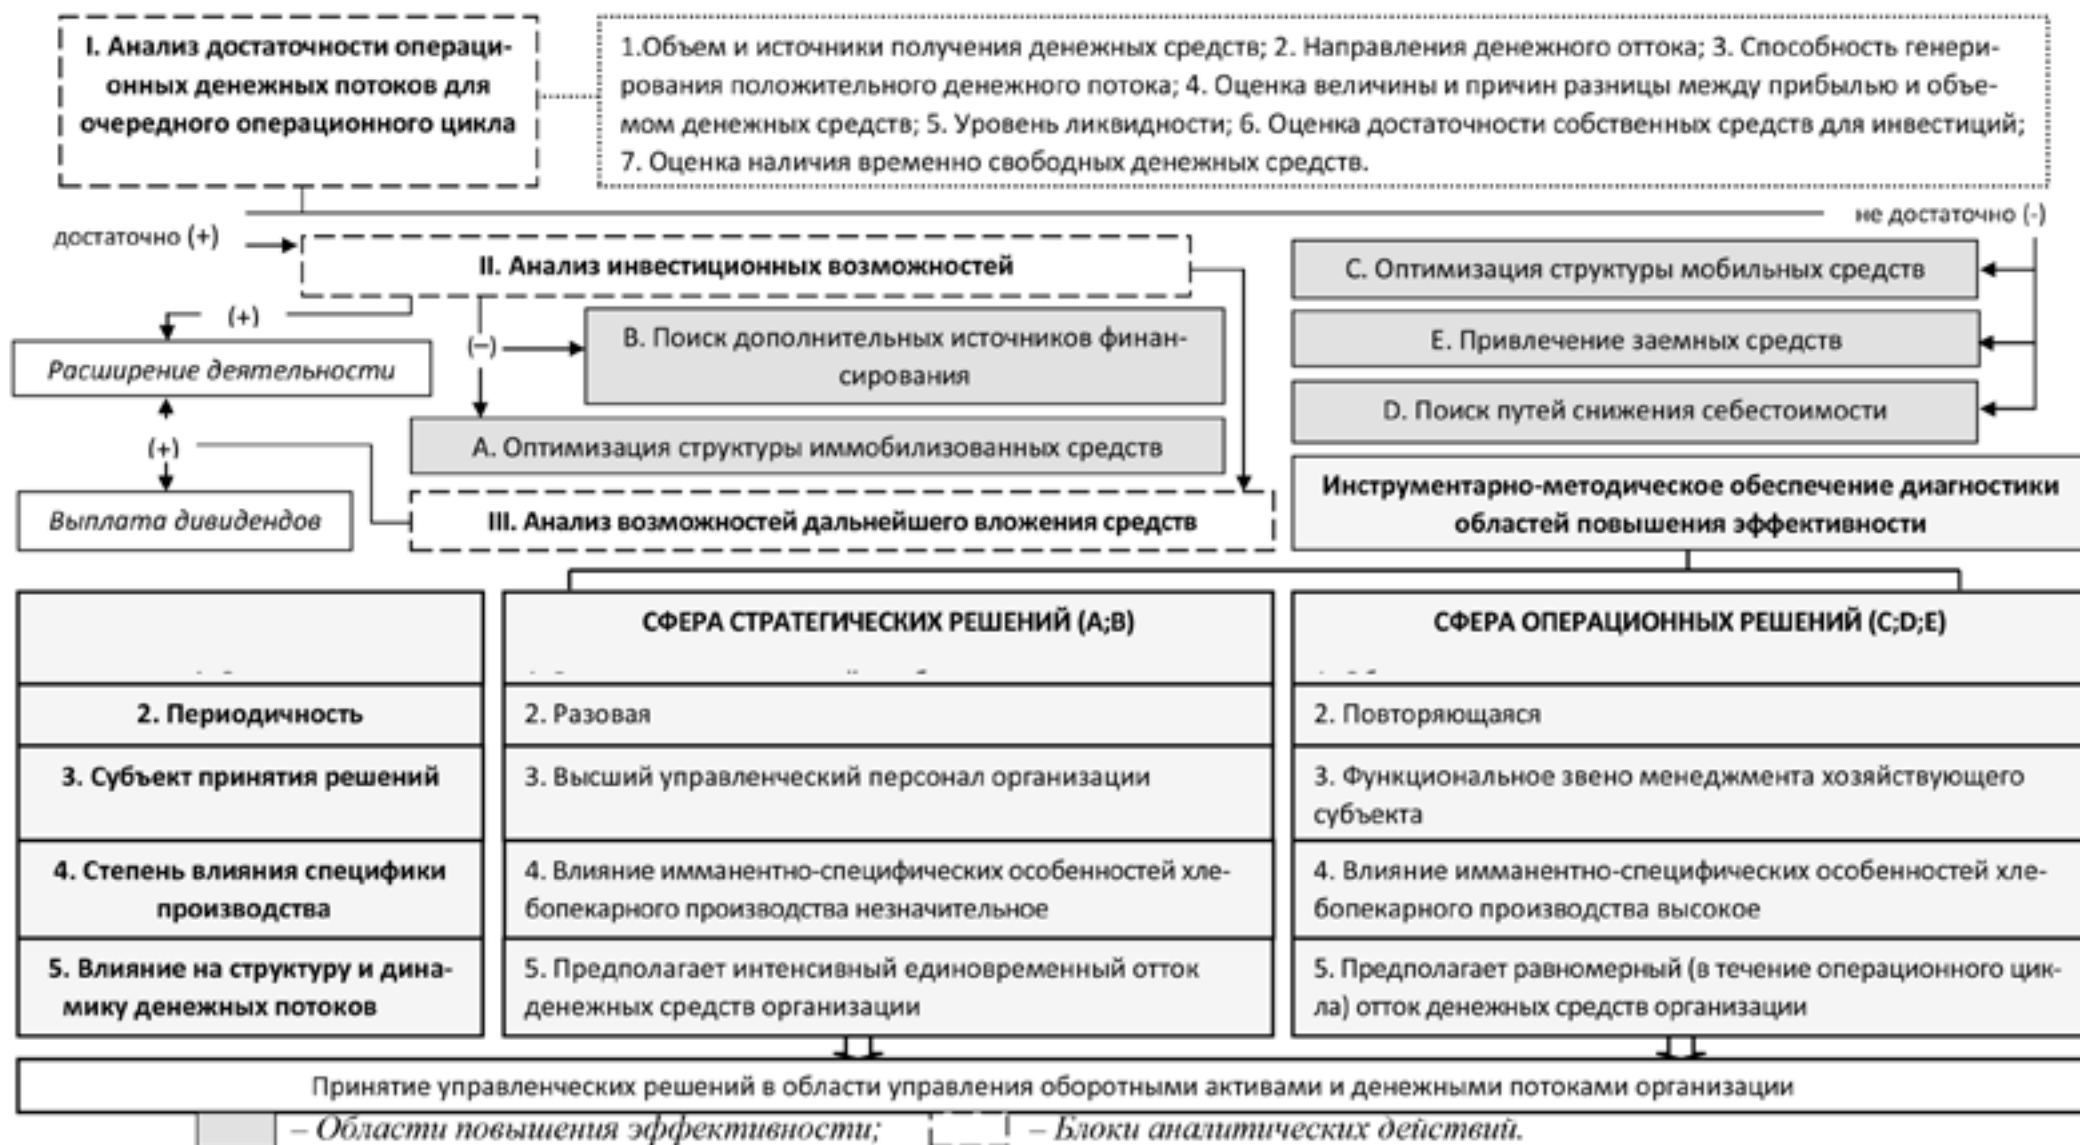 I. Анализ достаточности операци-
онных денежных потоков для
очередного операционного цикла
1.Объем и источники получения денежных средств; 2. Направления денежного оттока; 3. Способность генери-
рования положительного денежного потока; 4. Оценка величины и причин разницы между прибылью и объе-
мом денежных средств; 5. Уровень ликвидности; 6. Оценка достаточности собственных средств для инвестиций;
7. Оценка наличия временно свободных денежных средств.
достаточно (+)
не достаточно (-)
II. Анализ инвестиционных возможностей
C. Оптимизация структуры мобильных средств
(+)
(−)
B. Поиск дополнительных источников финан-
сирования
E. Привлечение заемных средств
Расширение деятельности
D. Поиск путей снижения себестоимости
(+)
A. Оптимизация структуры иммобилизованных средств
Выплата дивидендов
III. Анализ возможностей дальнейшего вложения средств
Инструментарно-методическое обеспечение диагностики
областей повышения эффективности
СФЕРА СТРАТЕГИЧЕСКИХ РЕШЕНИЙ (A;B)
СФЕРА ОПЕРАЦИОННЫХ РЕШЕНИЙ (C;D;E)
2. Периодичность
2. Разовая
2. Повторяющаяся
3. Субъект принятия решений
3. Высший управленческий персонал организации
3. Функциональное звено менеджмента хозяйствующего
субъекта
4. Степень влияния специфики
производства
4. Влияние имманентно-специфических особенностей хле-
бопекарного производства незначительное
4. Влияние имманентно-специфических особенностей хле-
бопекарного производства высокое
5. Влияние на структуру и дина-
мику денежных потоков
5. Предполагает интенсивный единовременный отток
денежных средств организации
5. Предполагает равномерный (в течение операционного цик-
ла) отток денежных средств организации
Принятие управленческих решений в области управления оборотными активами и денежными потоками организации
– Области повышения эффективности;
– Блоки аналитических действий.